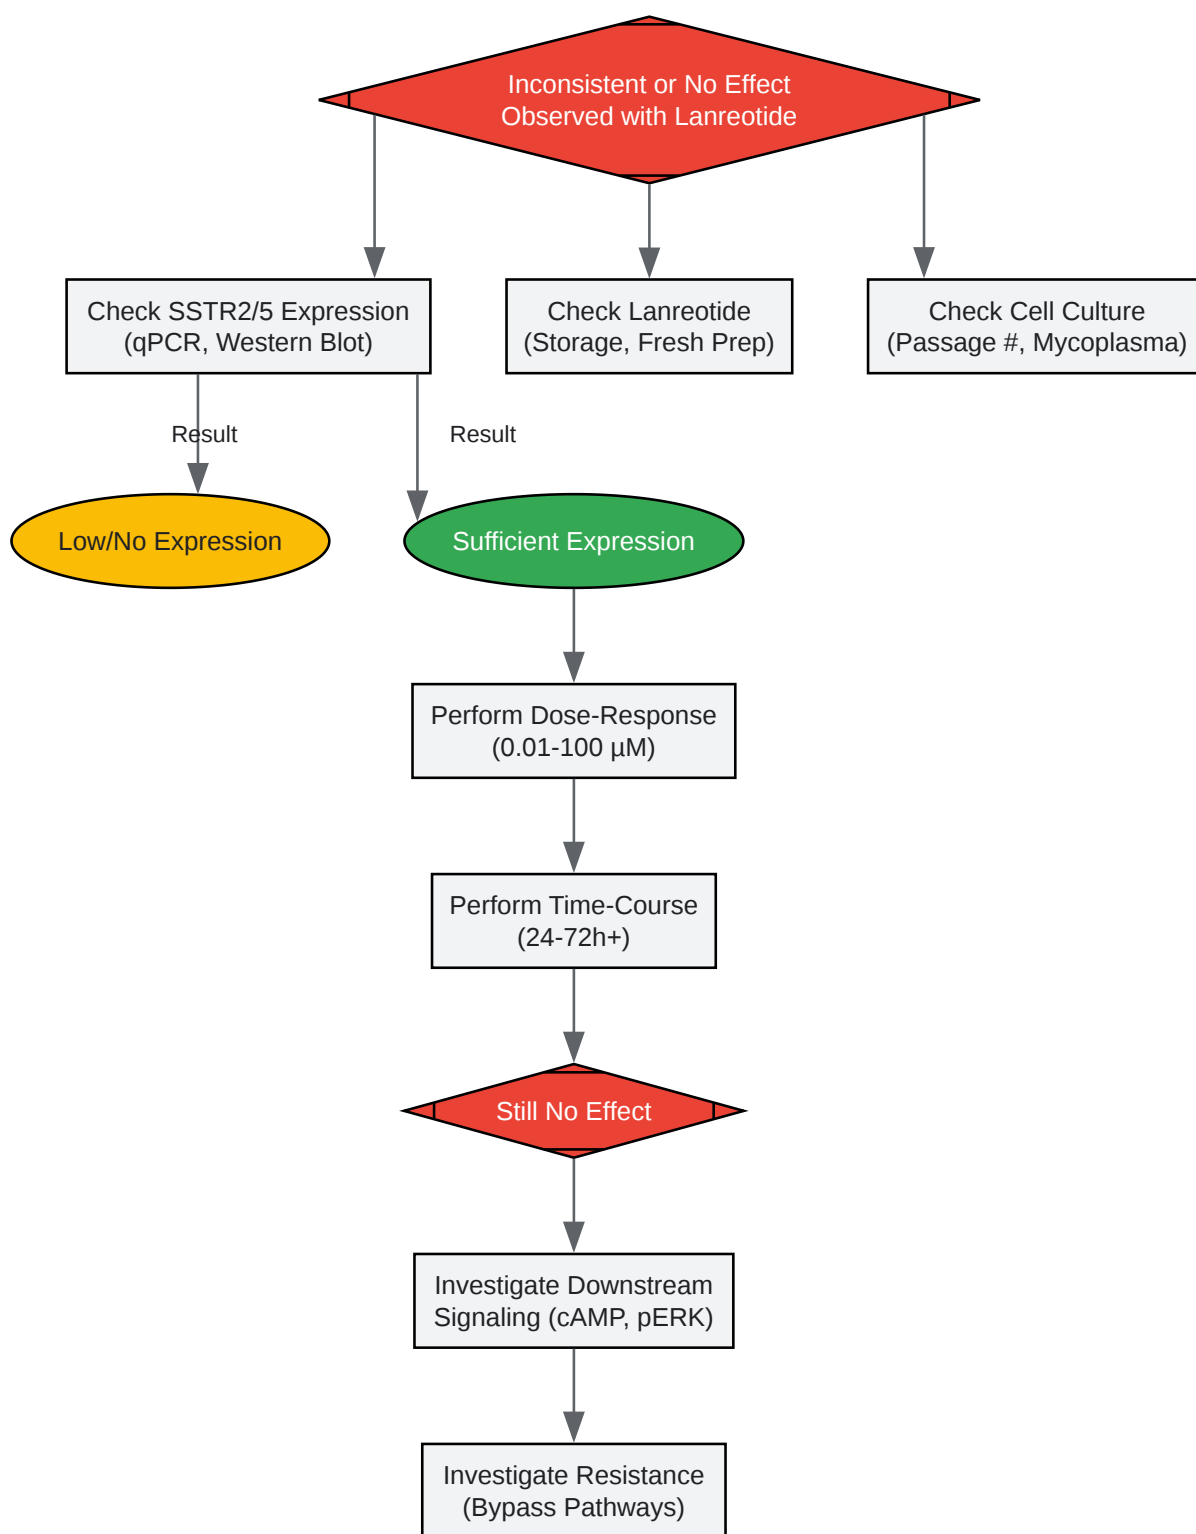 Inconsistent or No Effect
Observed with Lanreotide
Check SSTR2/5 Expression
(qPCR, Western Blot)
Check Lanreotide
(Storage, Fresh Prep)
Check Cell Culture
(Passage #, Mycoplasma)
Result
Result
Low/No Expression
Sufficient Expression
Perform Dose-Response
(0.01-100 µM)
Perform Time-Course
(24-72h+)
Still No Effect
Investigate Downstream
Signaling (cAMP, pERK)
Investigate Resistance
(Bypass Pathways)